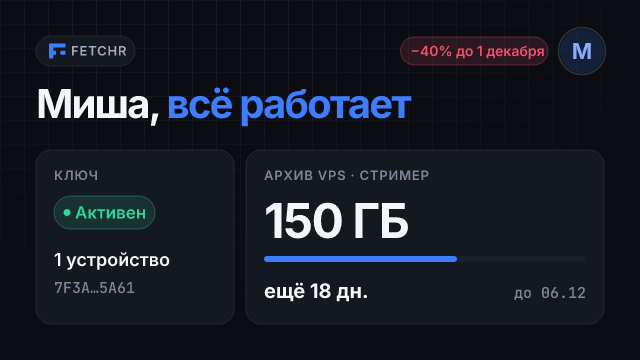 FETCHR
−40% до 1 декабря
М
Миша, всё работает
КЛЮЧ
Активен
1 устройство
7F3A…5A61
АРХИВ VPS · СТРИМЕР
150 ГБ
ещё 18 дн.
до 06.12